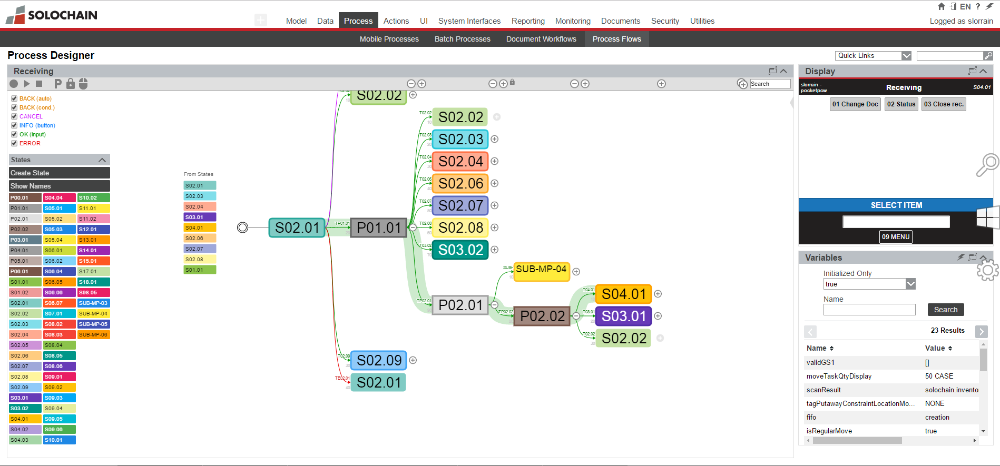 SOLOCHAIN
EN ?
Model Data Process Actions UI System Interfaces Reporting Monitoring Documents Security Utilities
Logged as slorrain
Mobile Processes Batch Processes Document Workflows Process Flows
Process Designer
Quick Links
Receiving
P
Search
BACK (auto)
BACK (cond.)
CANCEL
INFO (button)
OK (input)
ERROR
States
Create State
Show Names
P00.01 S04.04 S10.02
P01.01 S05.01 S11.01
P02.01 S05.02 S11.02
P02.02 S05.03 S12.01
P03.01 S05.04 S13.01
P04.01 S06.01 S14.01
P05.01 S06.02 S15.01
P06.01 S06.04 S17.01
S01.01 S06.05 S18.01
S01.02 S06.06 S98.05
S02.01 S06.07 SUB-MP-03
S02.02 S07.01 SUB-MP-04
S02.03 S08.02 SUB-MP-05
S02.04 S08.03 SUB-MP-06
S02.05 S08.04
S02.06 S08.05
S02.07 S08.06
S02.08 S09.01
S02.09 S09.02
S03.01 S09.03
S03.02 S09.04
S04.01 S09.05
S04.02 S09.06
S04.03 S10.01
From States
S02.01
S02.03
S02.04
S03.01
S04.01
S02.06
S02.07
S02.08
S01.01
S02.01
10
S02.02
TP01.01
P01.01
T02.02
10
S02.02
T02.03
20
S02.03
T02.04
30
S02.04
T02.06
40
S02.06
T02.07
50
S02.07
T02.08
60
S02.08
T03.02
70
S03.02
TP02.01
P02.01
SUB-
10
SUB-MP-04
TP02.02
P02.02
T04.01
S04.01
T03.01
20
S03.01
T02.02
30
S02.02
T02.09
30
S02.09
TE02.01
40
S02.01
Display
slorrain -
pocketpcw
Receiving
S04.01
01 Change Doc 02 Status 03 Close rec.
SELECT ITEM
09 MENU
Variables
Initialized Only
true
Name
Search
23 Results
Name Value
validGS1 []
moveTaskQtyDisplay 50 CASE
scanResult solochain.invento
tagPutawayConstraintLocationMo... NONE
fifo creation
isRegularMove true